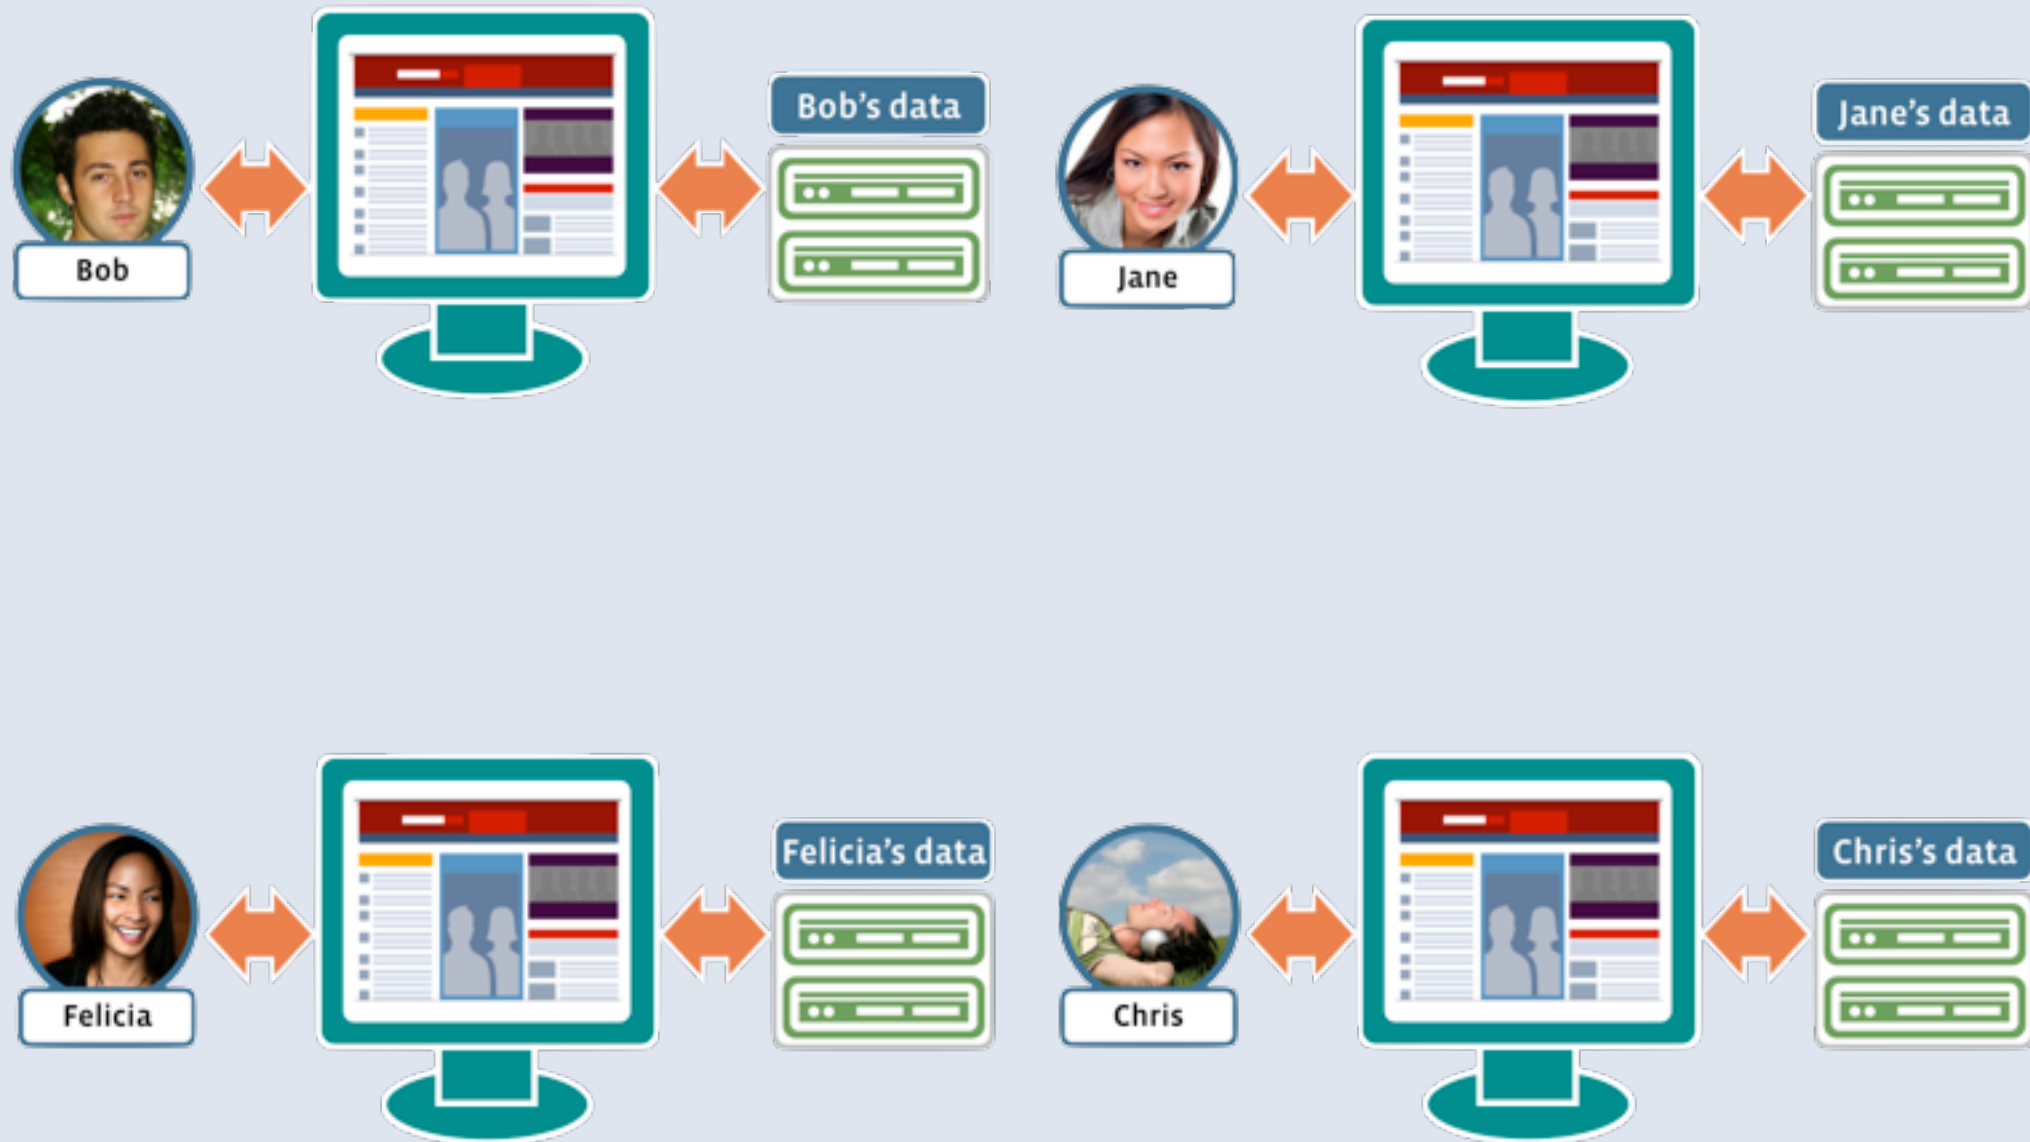 Bob's data
Bob
Jane's data
Jane
Felicia's data
Felicia
Chris's data
Chris